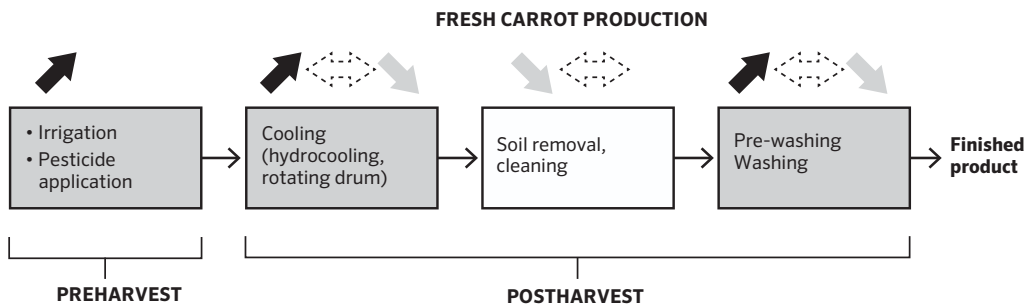 FRESH CARROT PRODUCTION
• Irrigation
• Pesticide
application
Cooling
(hydrocooling,
rotating drum)
Soil removal,
cleaning
Pre-washing
Washing
Finished
product
PREHARVEST
POSTHARVEST